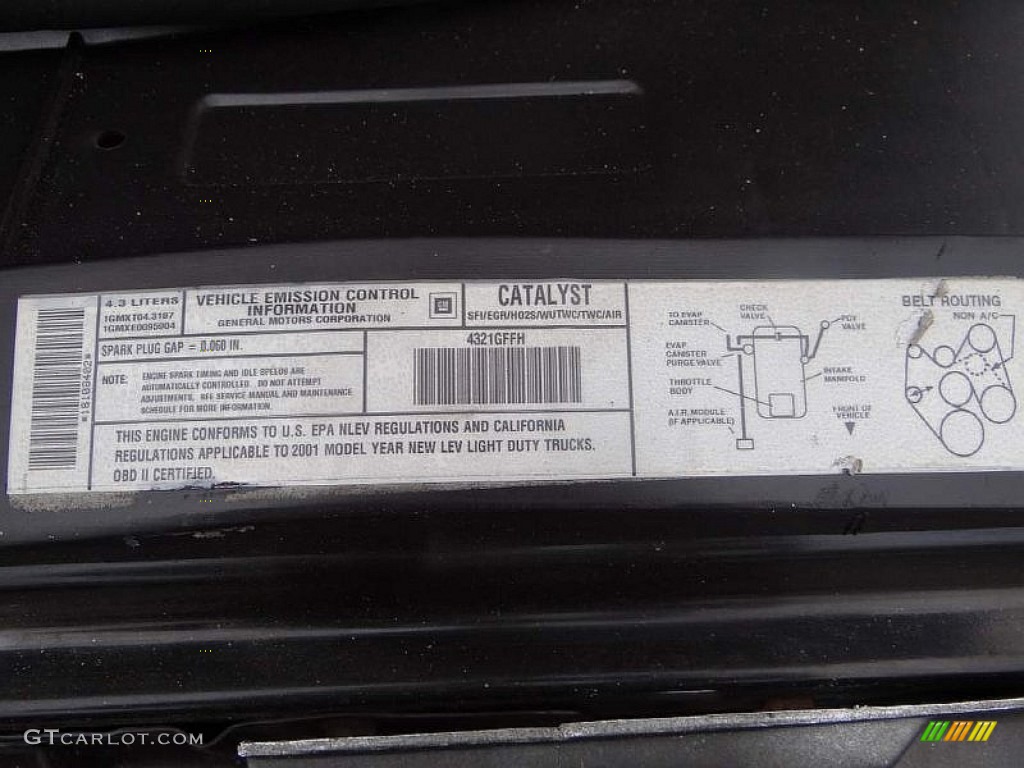 4.3 LITERS
1GMXT04.3187
1GMXE0095904
VEHICLE EMISSION CONTROL
INFORMATION
GENERAL MOTORS CORPORATION
GM
CATALYST
SFI/EGR/HO2S/WUTWC/TWC/AIR
SPARK PLUG GAP = 0.060 IN.
NOTE: ENGINE SPARK TIMING AND IDLE SPEEDS ARE
AUTOMATICALLY CONTROLLED. DO NOT ATTEMPT
ADJUSTMENTS. SEE SERVICE MANUAL AND MAINTENANCE
SCHEDULE FOR MORE INFORMATION.
4321GFFH
THIS ENGINE CONFORMS TO U.S. EPA NLEV REGULATIONS AND CALIFORNIA
REGULATIONS APPLICABLE TO 2001 MODEL YEAR NEW LEV LIGHT DUTY TRUCKS.
OBD II CERTIFIED.
TO EVAP
CANISTER
CHECK
VALVE
PCV
VALVE
EVAP
CANISTER
PURGE VALVE
THROTTLE
BODY
INTAKE
MANIFOLD
A.I.R. MODULE
(IF APPLICABLE)
FRONT OF
VEHICLE
BELT ROUTING
NON A/C
GTCARLOT.COM